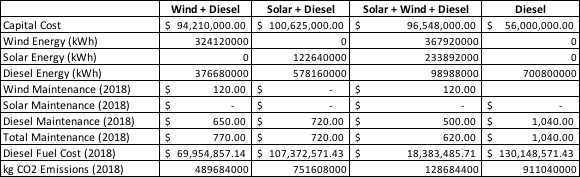 Wind + Diesel Solar + Diesel Solar + Wind + Diesel Diesel
Capital Cost $ 94,210,000.00 $ 100,625,000.00 $ 96,548,000.00 $ 56,000,000.00
Wind Energy (kWh) 324120000 0 367920000 0
Solar Energy (kWh) 0 122640000 233892000 0
Diesel Energy (kWh) 376680000 578160000 98988000 700800000
Wind Maintenance (2018) $ 120.00 $ - $ 120.00
Solar Maintenance (2018) $ - $ - $ - $ -
Diesel Maintenance (2018) $ 650.00 $ 720.00 $ 500.00 $ 1,040.00
Total Maintenance (2018) $ 770.00 $ 720.00 $ 620.00 $ 1,040.00
Diesel Fuel Cost (2018) $ 69,954,857.14 $ 107,372,571.43 $ 18,383,485.71 $ 130,148,571.43
kg CO2 Emissions (2018) 489684000 751608000 128684400 911040000